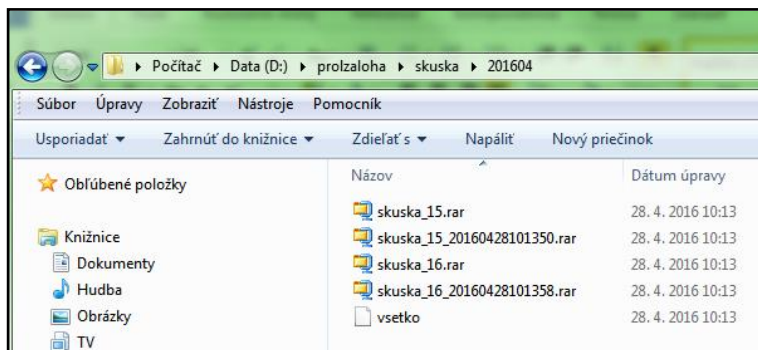 Počítač Data (D:) prolzaloha skuska 201604
Súbor Úpravy Zobraziť Nástroje Pomocník
Usporiadať Zahrnúť do knižnice Zdieľať s Napáliť Nový priečinok
Obľúbené položky
Knižnice
Dokumenty
Hudba
Obrázky
TV
Názov Dátum úpravy
skuska_15.rar 28. 4. 2016 10:13
skuska_15_20160428101350.rar 28. 4. 2016 10:13
skuska_16.rar 28. 4. 2016 10:13
skuska_16_20160428101358.rar 28. 4. 2016 10:13
vsetko 28. 4. 2016 10:13